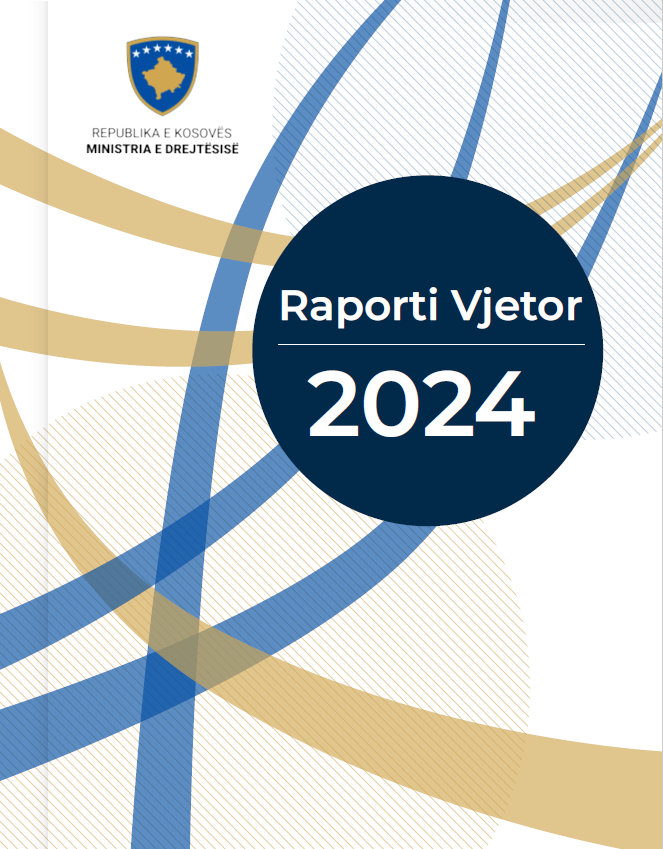 REPUBLIKA E KOSOVËS
MINISTRIA E DREJTËSISË
Raporti Vjetor
2024